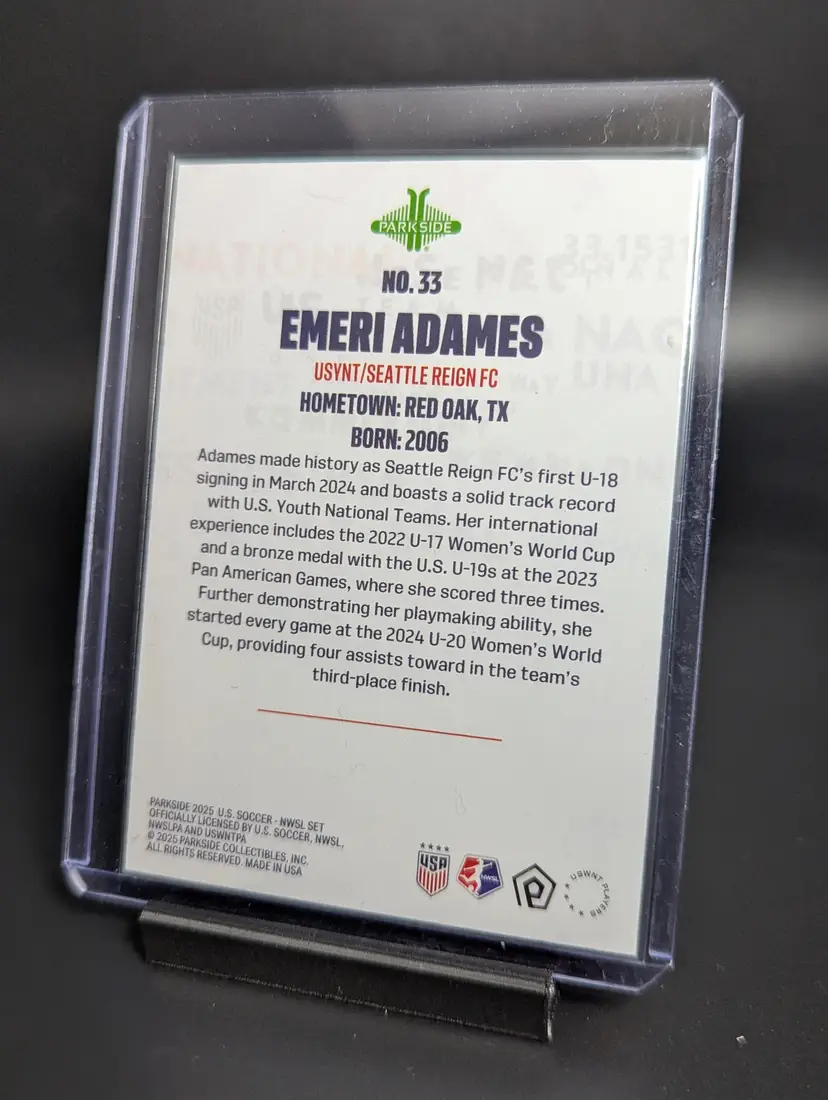 PARKSIDE
NO. 33
EMERI ADAMES
USYNT/SEATTLE REIGN FC
HOMETOWN: RED OAK, TX
BORN: 2006
Adames made history as Seattle Reign FC's first U-18
signing in March 2024 and boasts a solid track record
with U.S. Youth National Teams. Her international
experience includes the 2022 U-17 Women's World Cup
and a bronze medal with the U.S. U-19s at the 2023
Pan American Games, where she scored three times.
Further demonstrating her playmaking ability, she
started every game at the 2024 U-20 Women's World
Cup, providing four assists toward in the team's
third-place finish.
PARKSIDE 2025 U.S. SOCCER - NWSL SET
OFFICIALLY LICENSED BY U.S. SOCCER, NWSL,
NWSLPA AND USWNTPA
© 2025 PARKSIDE COLLECTIBLES, INC.
ALL RIGHTS RESERVED. MADE IN USA
USA
NWSL
USWNT PLAYERS